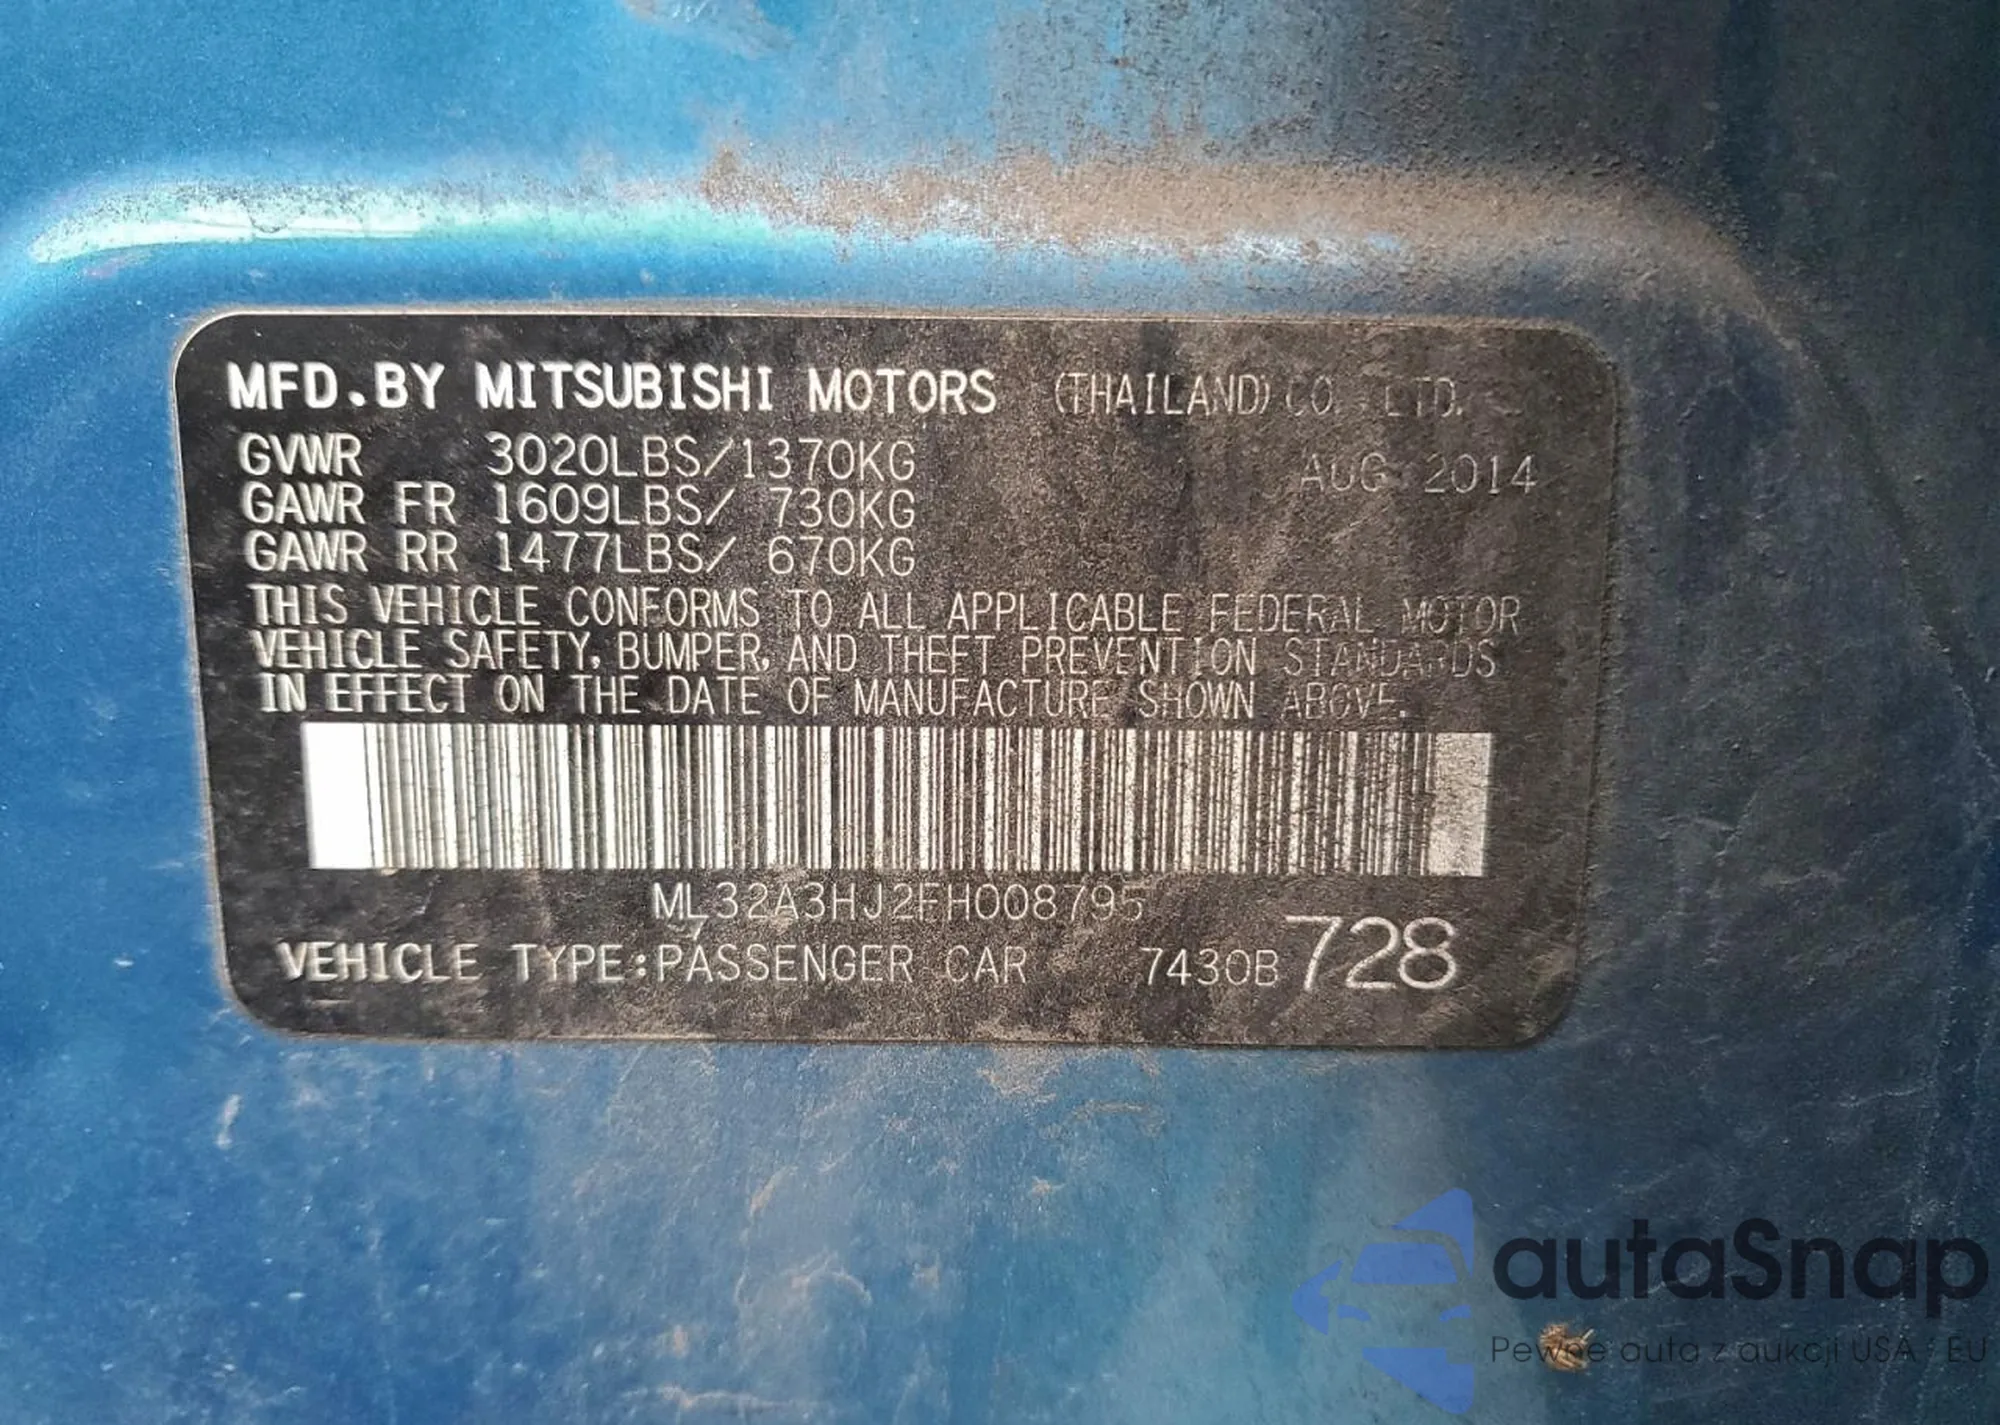 MFD.BY MITSUBISHI MOTORS (THAILAND) CO. LTD.
GVWR 3020LBS/1370KG AUG 2014
GAWR FR 1609LBS/ 730KG
GAWR RR 1477LBS/ 670KG
THIS VEHICLE CONFORMS TO ALL APPLICABLE FEDERAL MOTOR
VEHICLE SAFETY, BUMPER, AND THEFT PREVENTION STANDARDS
IN EFFECT ON THE DATE OF MANUFACTURE SHOWN ABOVE.
ML32A3HJ2FH008795
VEHICLE TYPE:PASSENGER CAR 7430B 728
autaSnap
Pewne auta z aukcji USA i EU